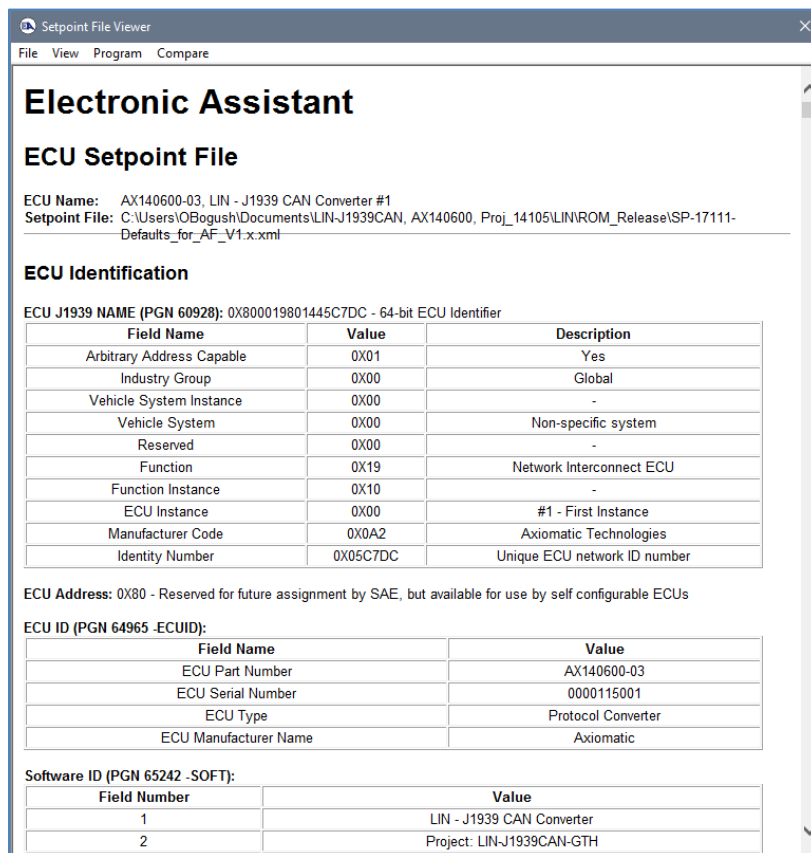 Setpoint File Viewer
File View Program Compare
Electronic Assistant
ECU Setpoint File
ECU Name: AX140600-03, LIN - J1939 CAN Converter #1
Setpoint File: C:\Users\OBogush\Documents\LIN-J1939CAN, AX140600, Proj_14105\LIN\ROM_Release\SP-17111-
Defaults_for_AF_V1.x.xml
ECU Identification
ECU J1939 NAME (PGN 60928): 0X800019801445C7DC - 64-bit ECU Identifier
Field Name Value Description
Arbitrary Address Capable 0X01 Yes
Industry Group 0X00 Global
Vehicle System Instance 0X00 -
Vehicle System 0X00 Non-specific system
Reserved 0X00 -
Function 0X19 Network Interconnect ECU
Function Instance 0X10 -
ECU Instance 0X00 #1 - First Instance
Manufacturer Code 0X0A2 Axiomatic Technologies
Identity Number 0X05C7DC Unique ECU network ID number
ECU Address: 0X80 - Reserved for future assignment by SAE, but available for use by self configurable ECUs
ECU ID (PGN 64965 -ECUID):
Field Name Value
ECU Part Number AX140600-03
ECU Serial Number 0000115001
ECU Type Protocol Converter
ECU Manufacturer Name Axiomatic
Software ID (PGN 65242 -SOFT):
Field Number Value
1 LIN - J1939 CAN Converter
2 Project: LIN-J1939CAN-GTH